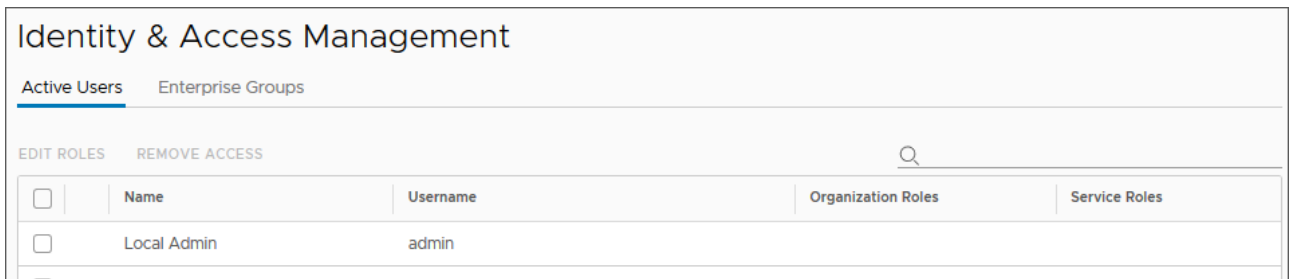 Identity & Access Management
Active Users Enterprise Groups
EDIT ROLES REMOVE ACCESS
Name Username Organization Roles Service Roles
Local Admin admin